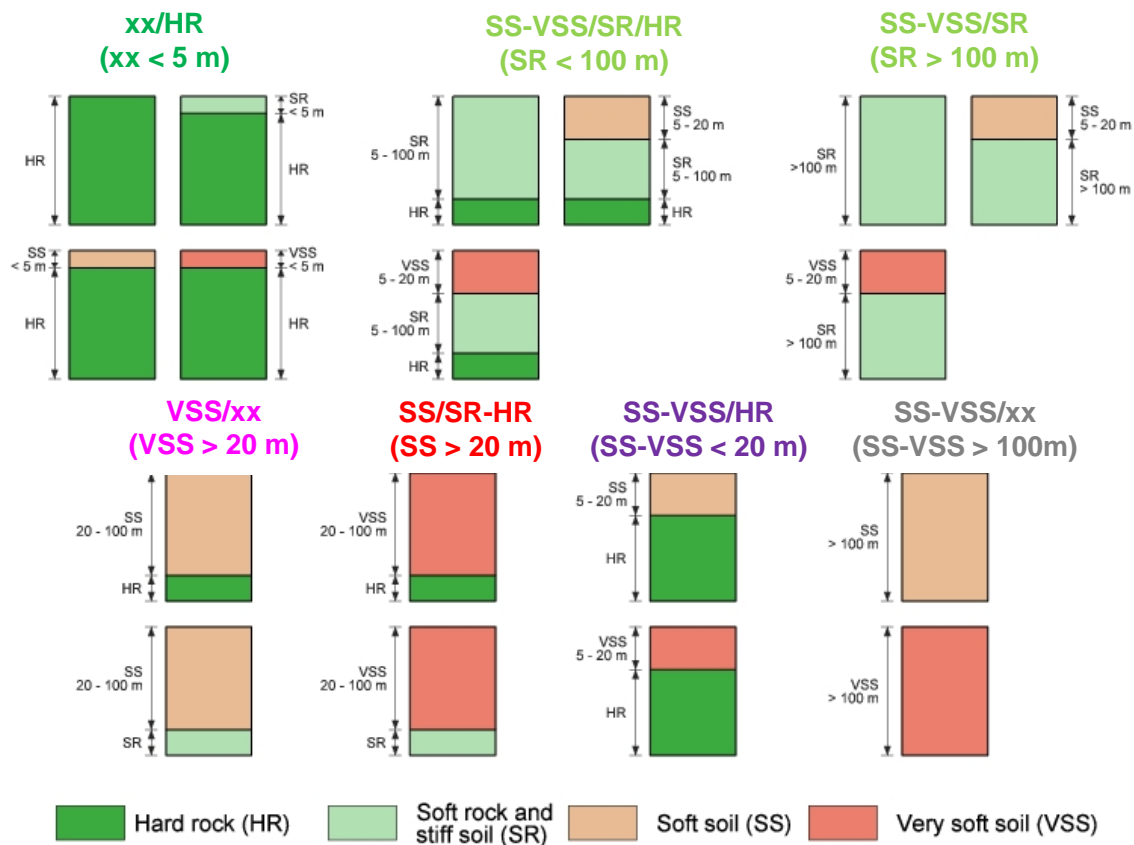 xx/HR
(xx < 5 m)
SS-VSS/SR/HR
(SR < 100 m)
SS-VSS/SR
(SR > 100 m)
HR
SR
< 5 m
HR
SR
5 - 100 m
HR
SS
5 - 20 m
SR
5 - 100 m
HR
SR
>100 m
SS
5 - 20 m
SR
> 100 m
SS
< 5 m
HR
VSS
< 5 m
HR
VSS
5 - 20 m
SR
5 - 100 m
HR
VSS
5 - 20 m
SR
> 100 m
VSS/xx
(VSS > 20 m)
SS/SR-HR
(SS > 20 m)
SS-VSS/HR
(SS-VSS < 20 m)
SS-VSS/xx
(SS-VSS > 100m)
SS
20 - 100 m
HR
VSS
20 - 100 m
HR
SS
5 - 20 m
HR
SS
> 100 m
SS
20 - 100 m
SR
VSS
20 - 100 m
SR
VSS
5 - 20 m
HR
VSS
> 100 m
Hard rock (HR)
Soft rock and
stiff soil (SR)
Soft soil (SS)
Very soft soil (VSS)